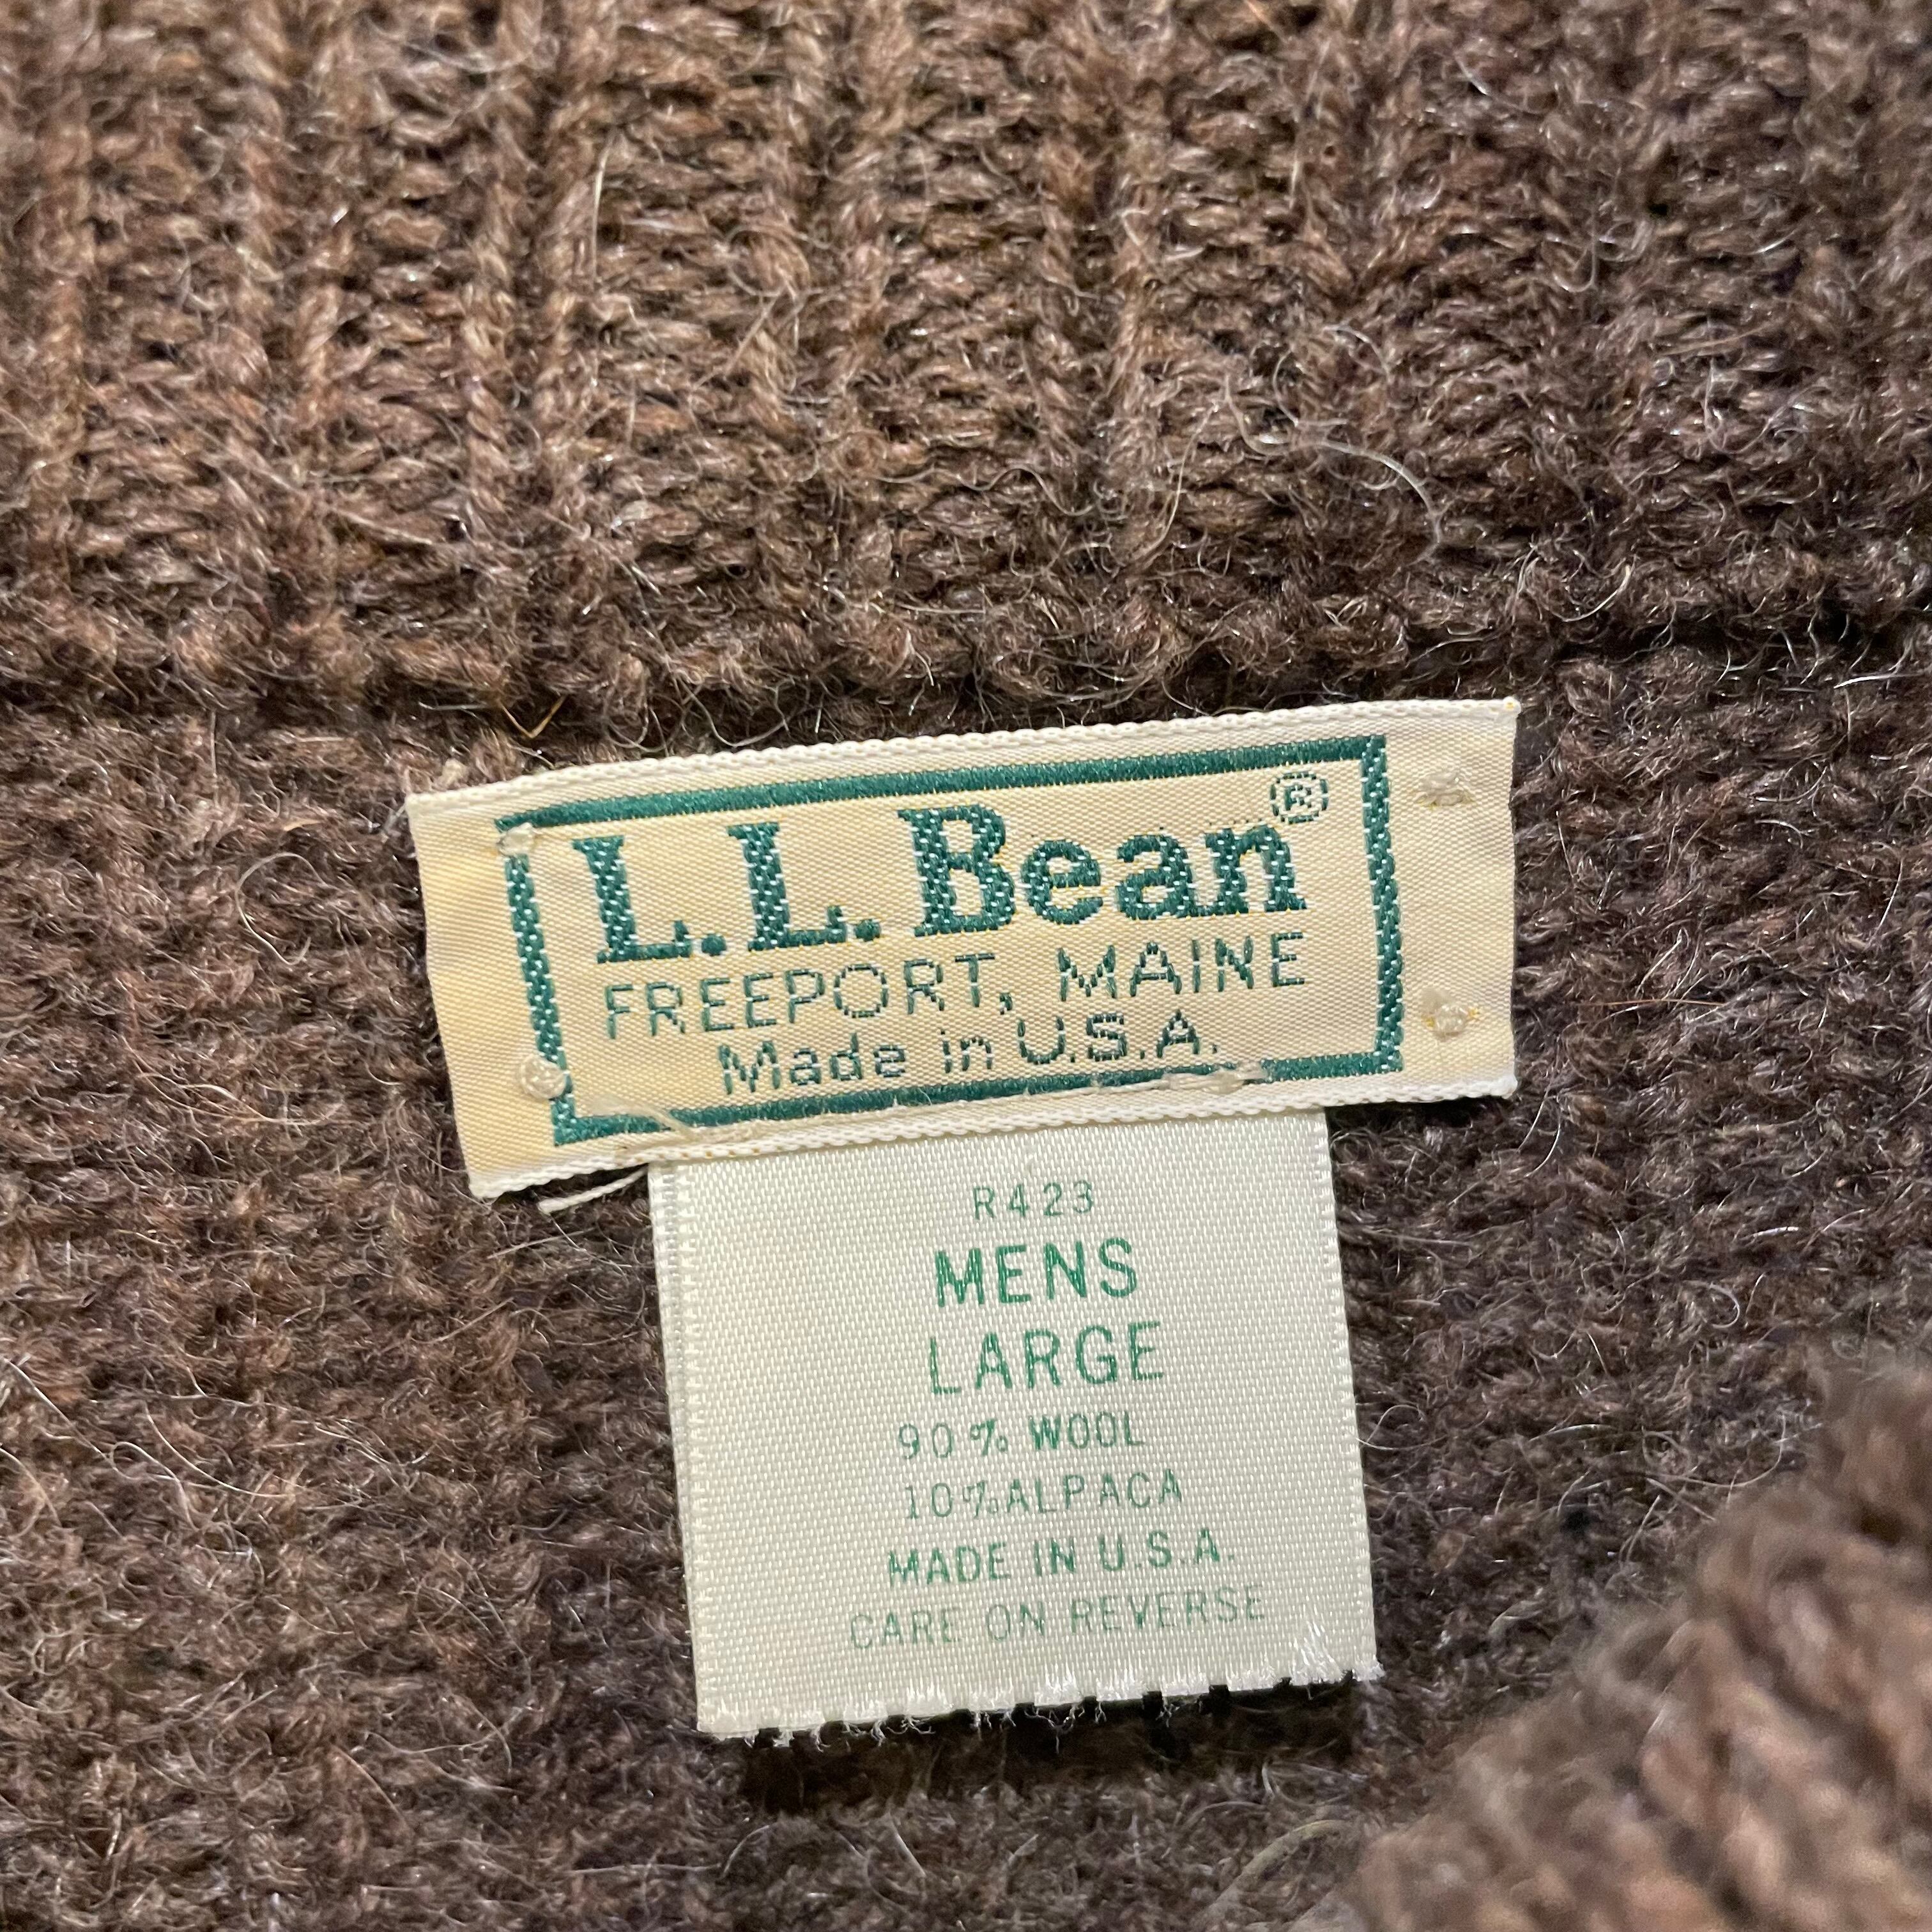 L.L.Bean®
FREEPORT, MAINE
Made in U.S.A.
R423
MENS
LARGE
90% WOOL
10% ALPACA
MADE IN U.S.A.
CARE ON REVERSE